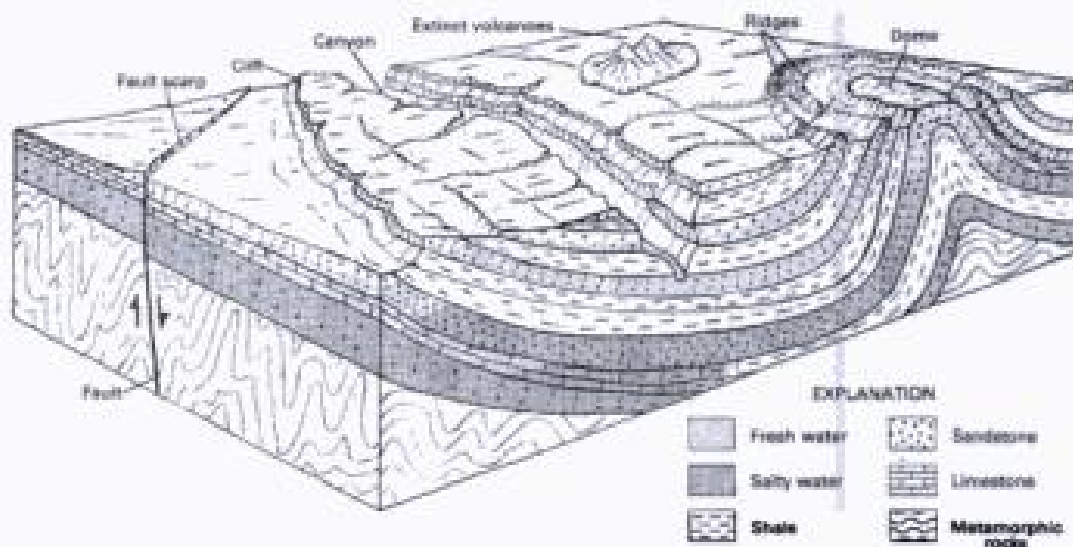 Extinct volcanoes
Ridges
Dome
Canyon
Cliff
Fault scarp
Fault
EXPLANATION
Fresh water
Sandstone
Salty water
Limestone
Shale
Metamorphic
rocks